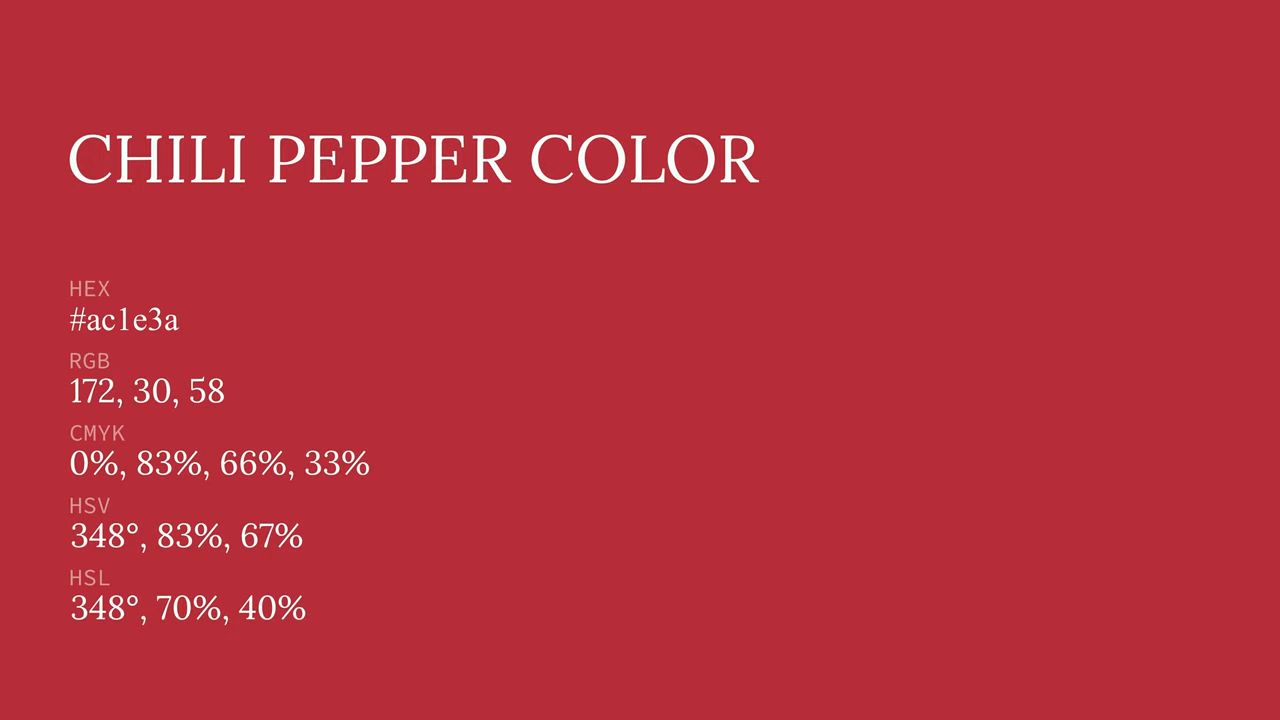 CHILI PEPPER COLOR
HEX
#ac1e3a
RGB
172, 30, 58
CMYK
0%, 83%, 66%, 33%
HSV
348°, 83%, 67%
HSL
348°, 70%, 40%